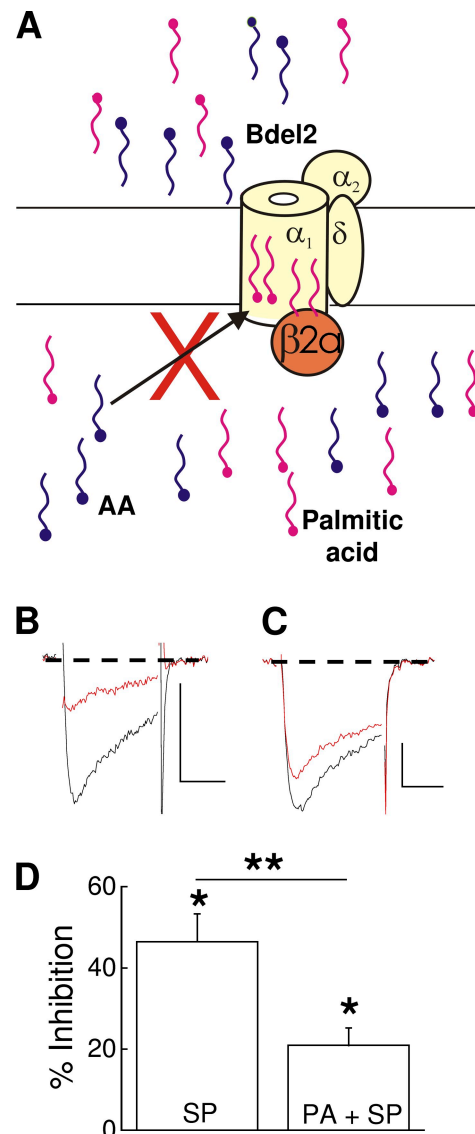 A
Bdel2
α2
α1 δ
β2a
AA
Palmitic
acid
B C
D
**
60
*
40
*
20
0
% Inhibition
SP
PA + SP